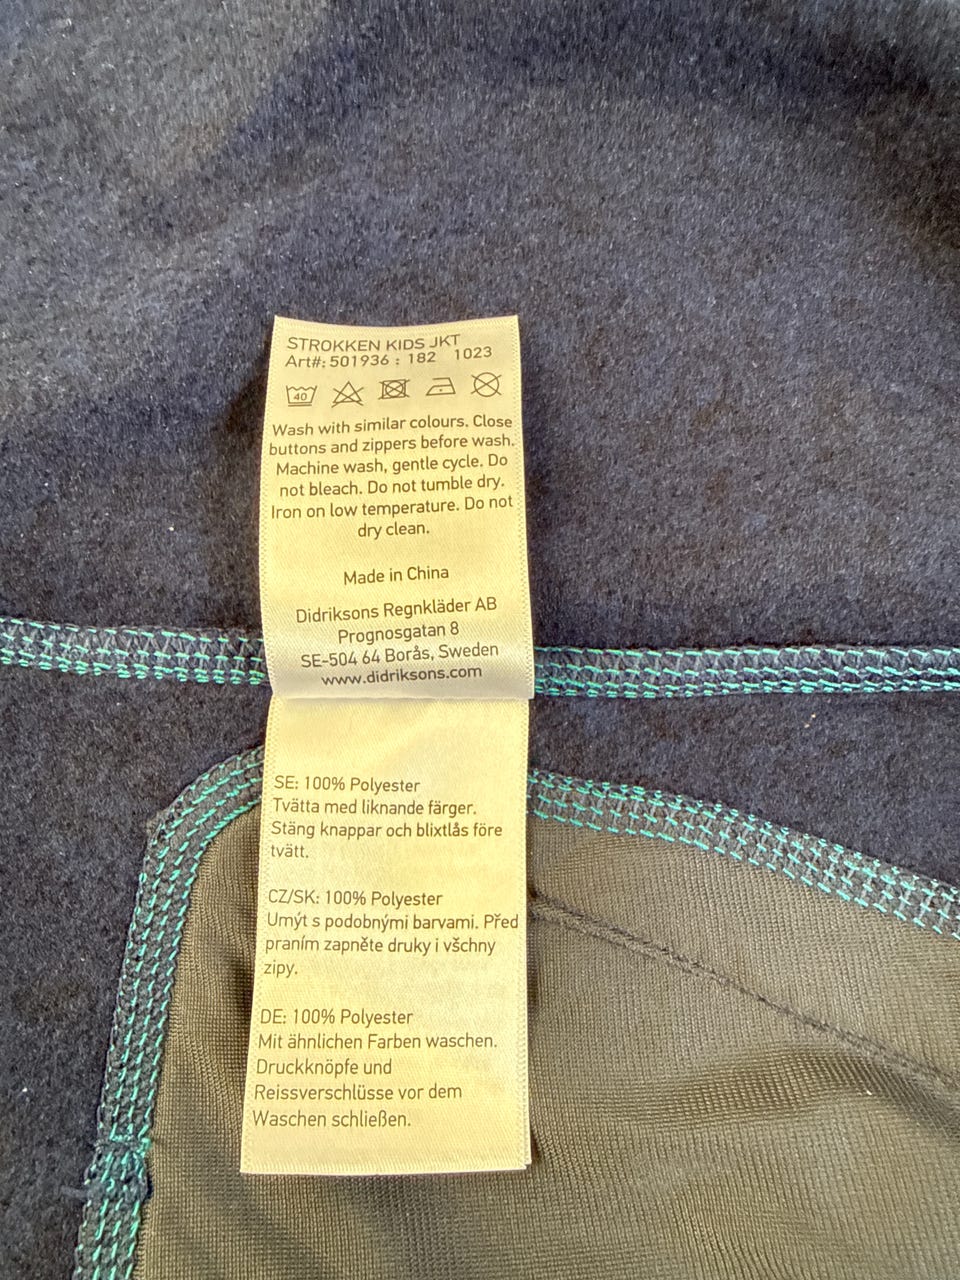 STROKKEN KIDS JKT
Art#: 501936 : 182 1023
40
Wash with similar colours. Close
buttons and zippers before wash.
Machine wash, gentle cycle. Do
not bleach. Do not tumble dry.
Iron on low temperature. Do not
dry clean.
Made in China
Didriksons Regnkläder AB
Prognosgatan 8
SE-504 64 Borås, Sweden
www.didriksons.com
SE: 100% Polyester
Tvätta med liknande färger.
Stäng knappar och blixtlås före
tvätt.
CZ/SK: 100% Polyester
Umýt s podobnými barvami. Před
praním zapněte druky i všchny
zipy.
DE: 100% Polyester
Mit ähnlichen Farben waschen.
Druckknöpfe und
Reissverschlüsse vor dem
Waschen schließen.